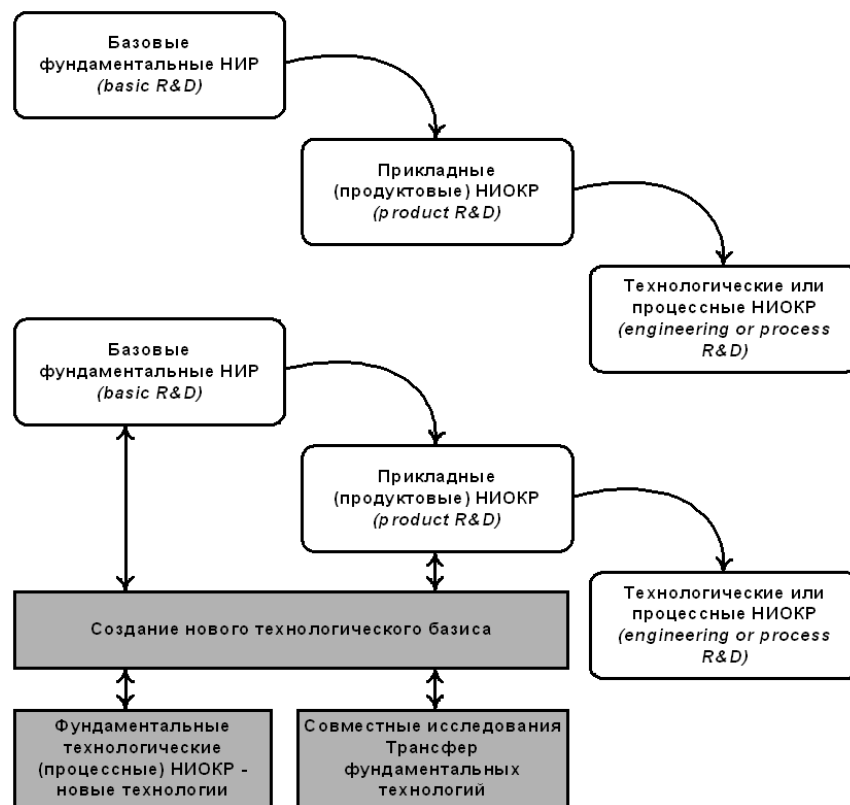 Базовые
фундаментальные НИР
(basic R&D)
Прикладные
(продуктовые) НИОКР
(product R&D)
Технологические или
процессные НИОКР
(engineering or process
R&D)
Базовые
фундаментальные НИР
(basic R&D)
Прикладные
(продуктовые) НИОКР
(product R&D)
Технологические или
процессные НИОКР
(engineering or process
R&D)
Создание нового технологического базиса
Фундаментальные
технологические
(процессные) НИОКР -
новые технологии
Совместные исследования
Трансфер
фундаментальных
технологий